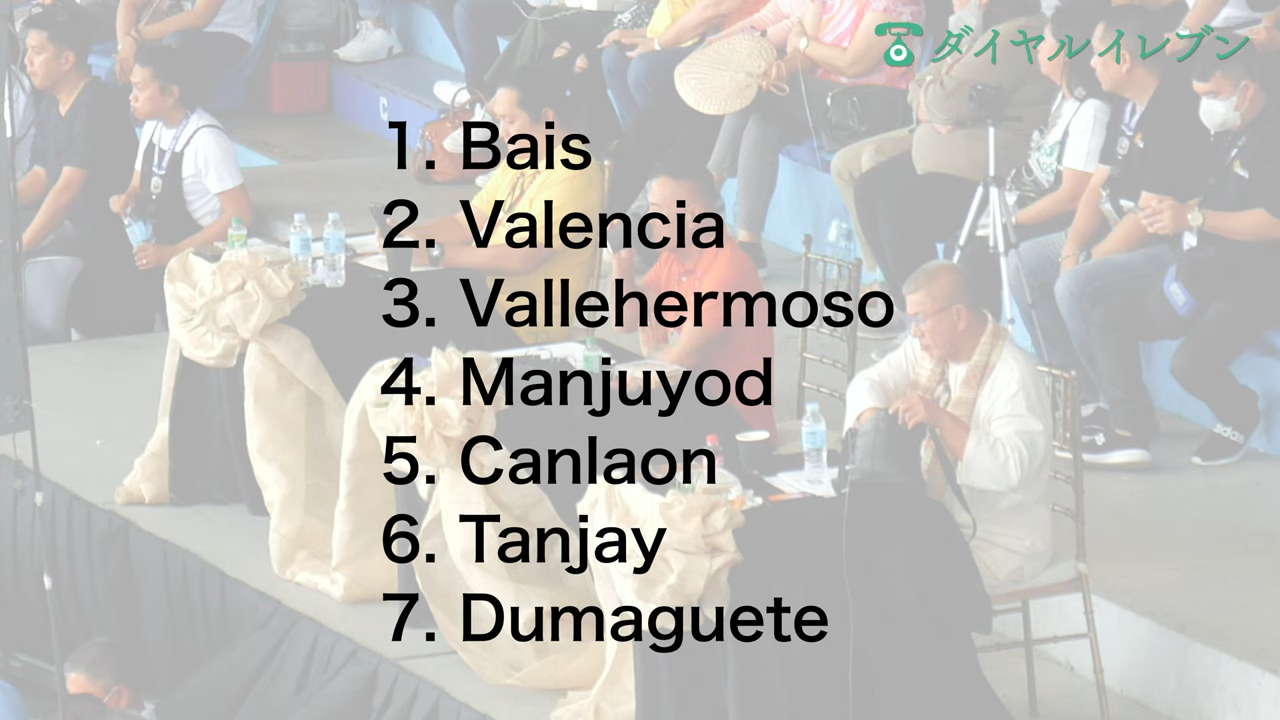 ダイヤルイレブン
1. Bais
2. Valencia
3. Vallehermoso
4. Manjuyod
5. Canlaon
6. Tanjay
7. Dumaguete